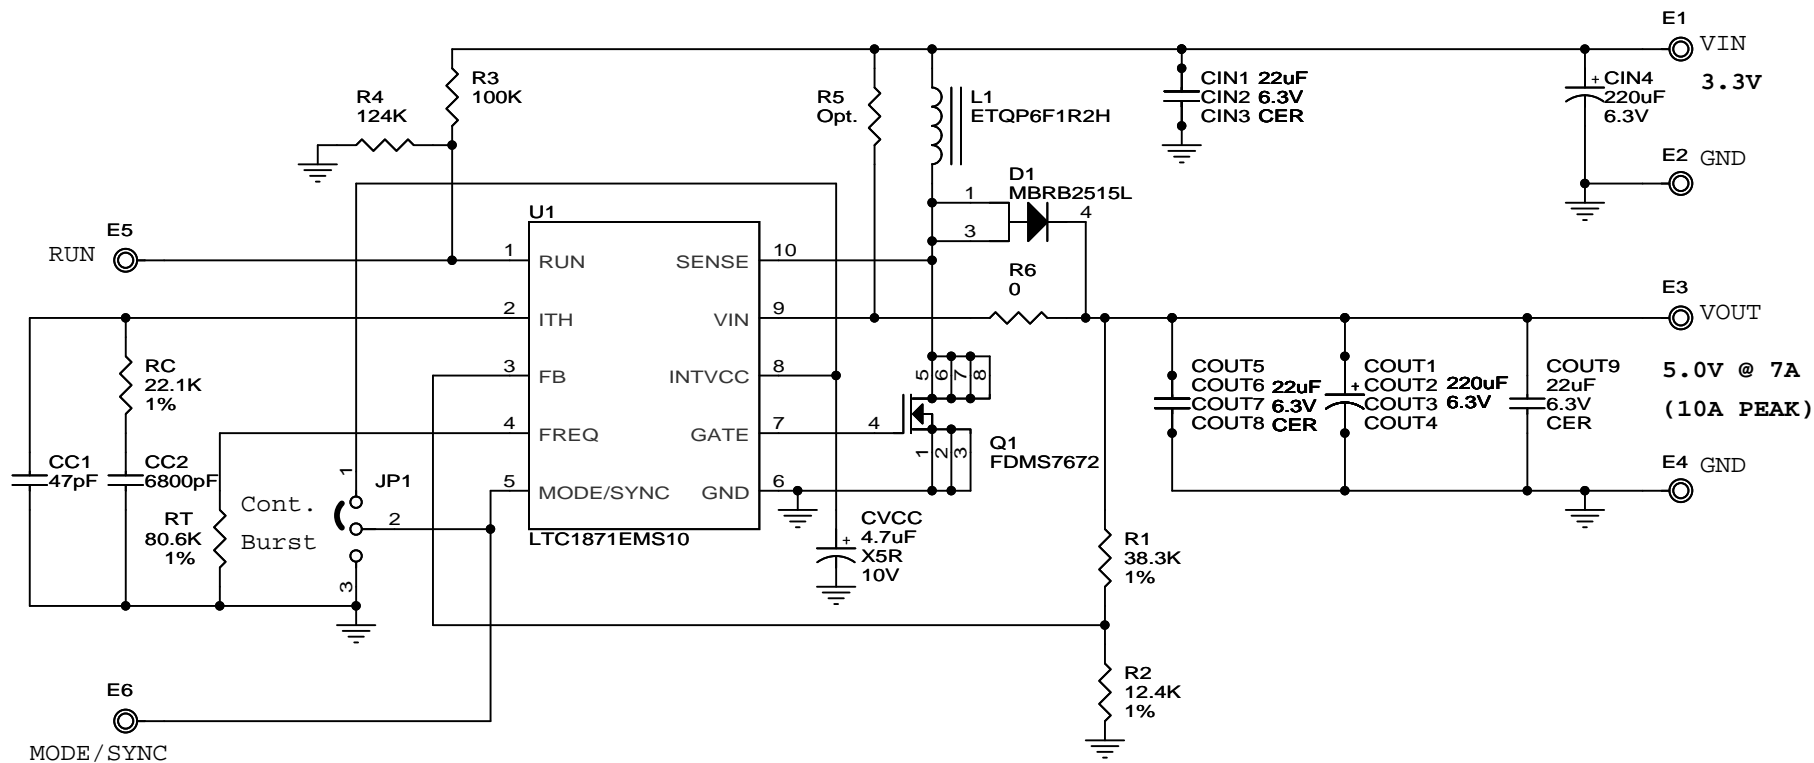 E1
VIN
3.3V
R3
100K
R4
124K
R5
Opt.
L1
ETQP6F1R2H
CIN1 22uF
CIN2 6.3V
CIN3 CER
+
CIN4
220uF
6.3V
E2 GND
D1
MBRB2515L
1
3
4
E5
RUN
U1
1
RUN
SENSE
10
R6
0
E3
VOUT
2
ITH
VIN
9
RC
22.1K
1%
3
FB
INTVCC
8
5
6
7
8
COUT5
COUT6 22uF
COUT7 6.3V
COUT8 CER
+
COUT1
COUT2 220uF
COUT3 6.3V
COUT4
COUT9
22uF
6.3V
CER
5.0V @ 7A
(10A PEAK)
4
FREQ
GATE
7
4
1
2
3
Q1
FDMS7672
CC1
47pF
CC2
6800pF
1
JP1
5
MODE/SYNC
GND
6
E4 GND
RT
80.6K
1%
Cont.
Burst
2
3
LTC1871EMS10
+
CVCC
4.7uF
X5R
10V
R1
38.3K
1%
R2
12.4K
1%
E6
MODE/SYNC